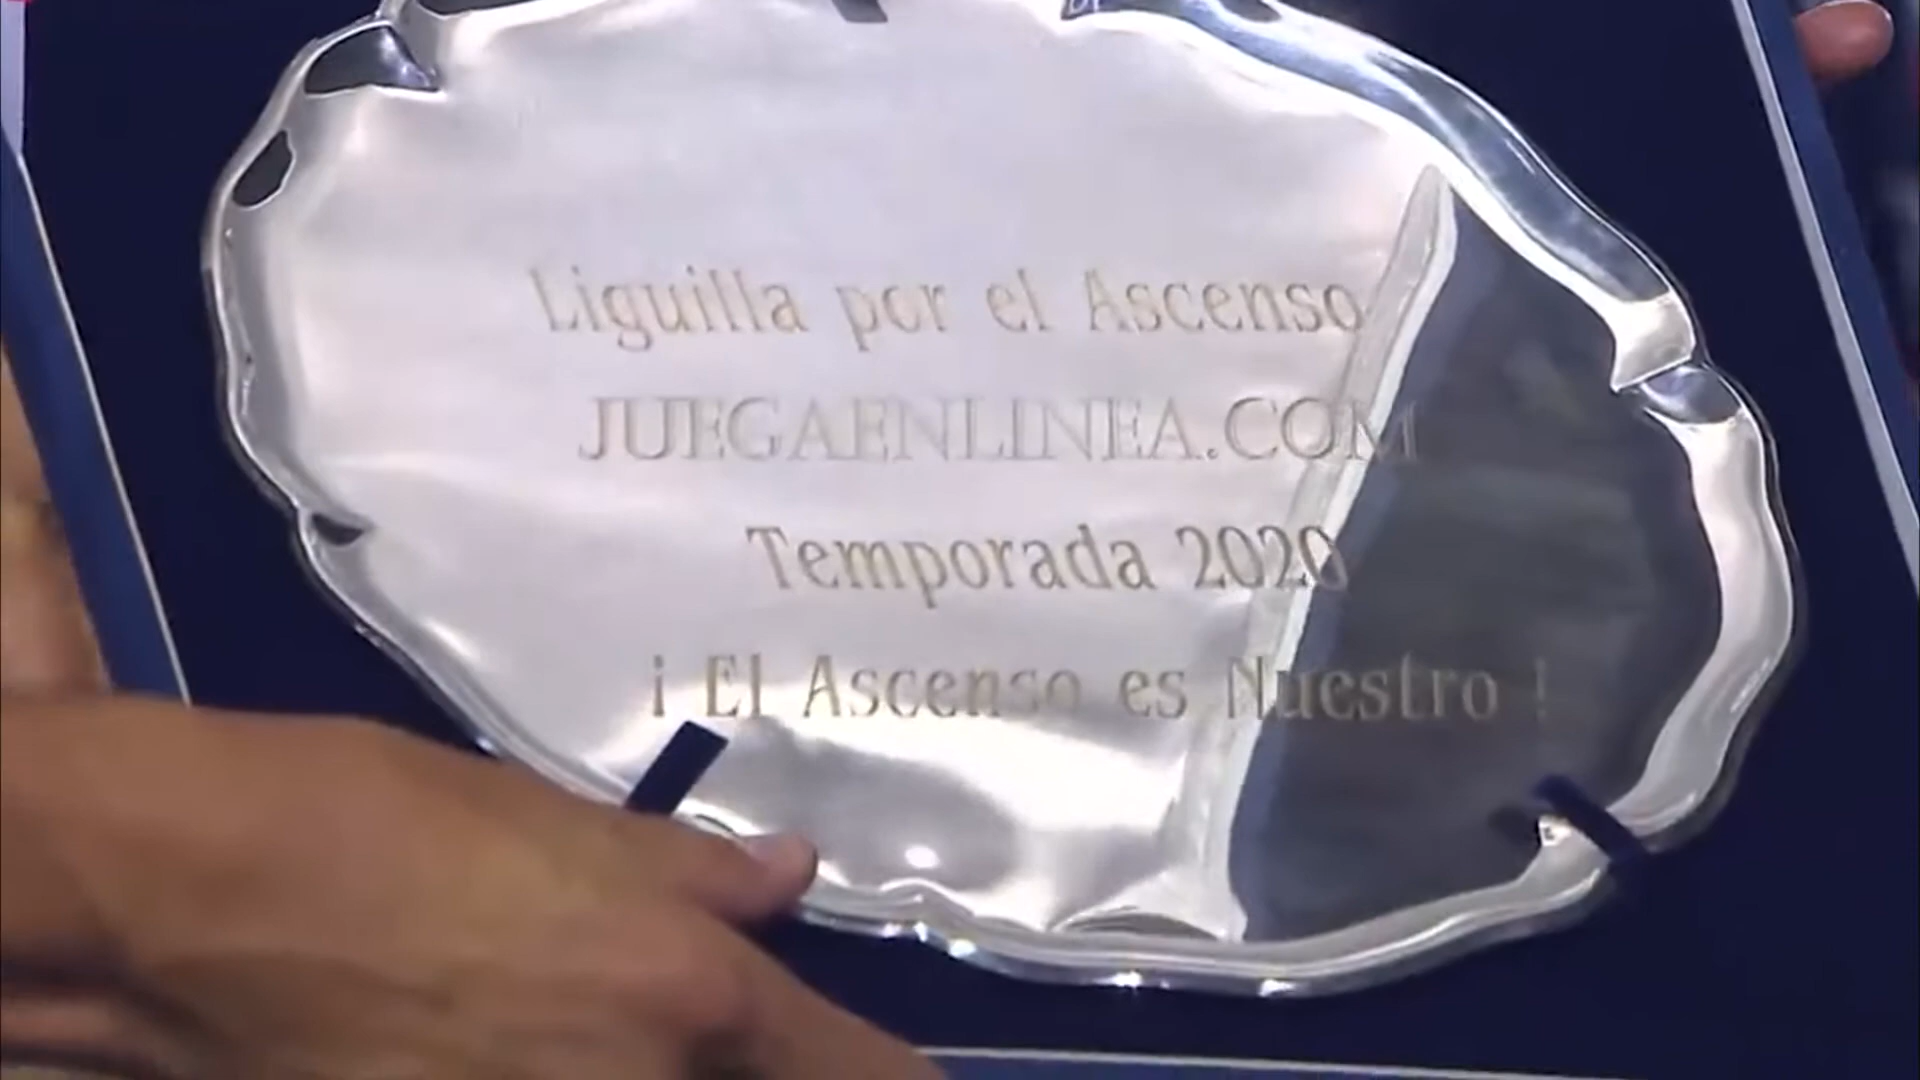 Liguilla por el Ascenso
JUEGAENLINEA.COM
Temporada 2020
¡ El Ascenso es Nuestro !